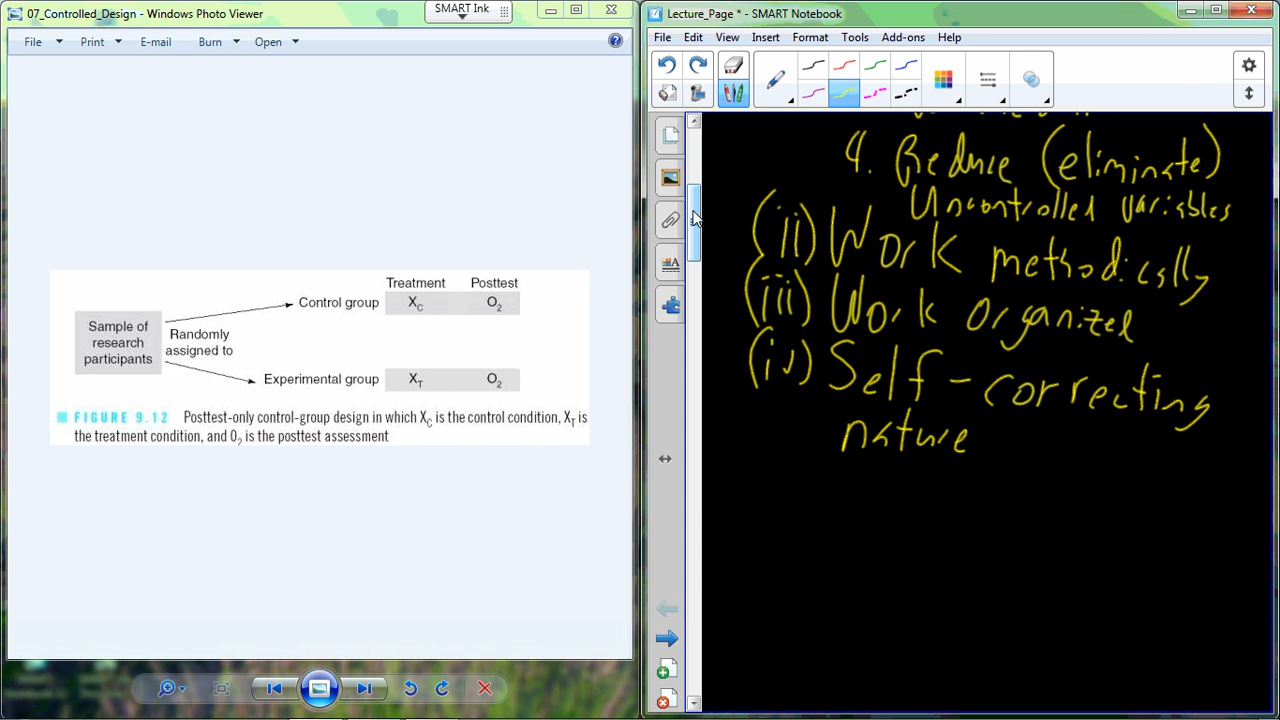 07_Controlled_Design - Windows Photo Viewer
SMART Ink
File Print E-mail Burn Open
Treatment Posttest
Control group XC O2
Sample of
research
participants
Randomly
assigned to
Experimental group XT O2
FIGURE 9.12 Posttest-only control-group design in which XC is the control condition, XT is
the treatment condition, and O2 is the posttest assessment
Lecture_Page * - SMART Notebook
File Edit View Insert Format Tools Add-ons Help
4. Reduce (eliminate)
Uncontrolled variables
(ii) Work methodically
(iii) Work organized
(iv) Self-correcting
nature